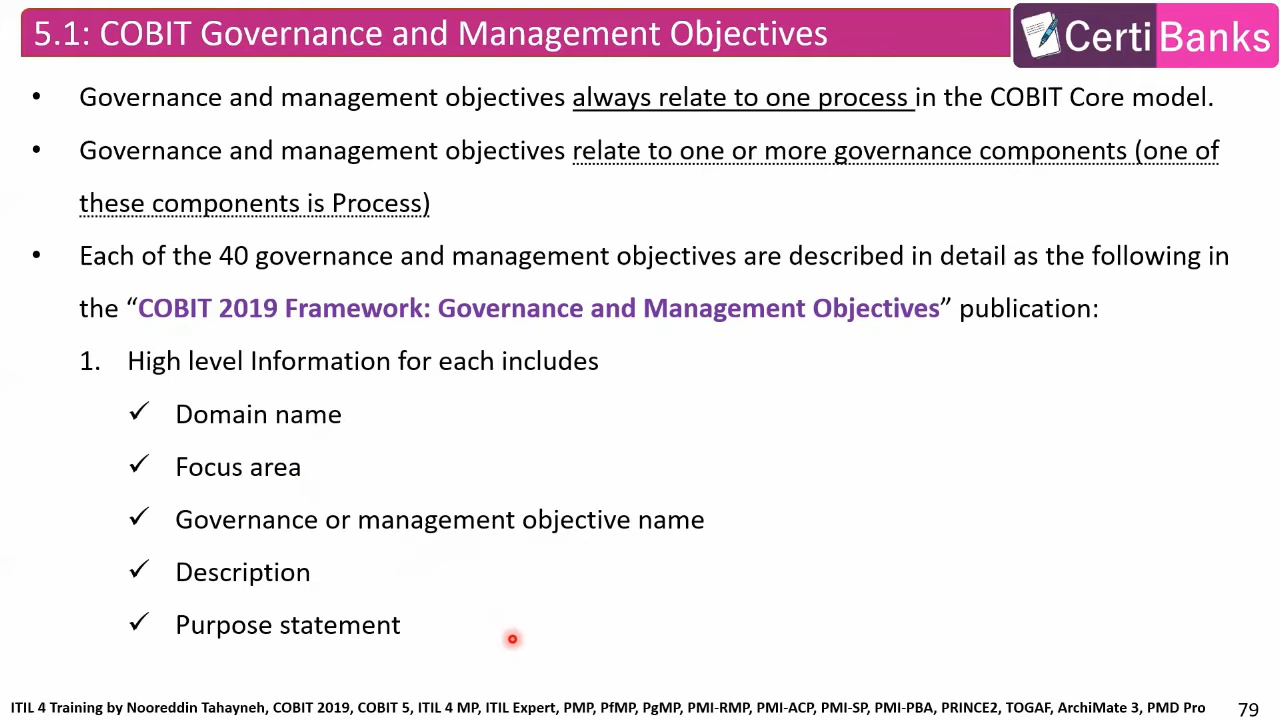 5.1: COBIT Governance and Management Objectives
CertiBanks
• Governance and management objectives always relate to one process in the COBIT Core model.
• Governance and management objectives relate to one or more governance components (one of
these components is Process)
• Each of the 40 governance and management objectives are described in detail as the following in
the “COBIT 2019 Framework: Governance and Management Objectives” publication:
1. High level Information for each includes
✓ Domain name
✓ Focus area
✓ Governance or management objective name
✓ Description
✓ Purpose statement
ITIL 4 Training by Nooreddin Tahayneh, COBIT 2019, COBIT 5, ITIL 4 MP, ITIL Expert, PMP, PfMP, PgMP, PMI-RMP, PMI-ACP, PMI-SP, PMI-PBA, PRINCE2, TOGAF, ArchiMate 3, PMD Pro
79